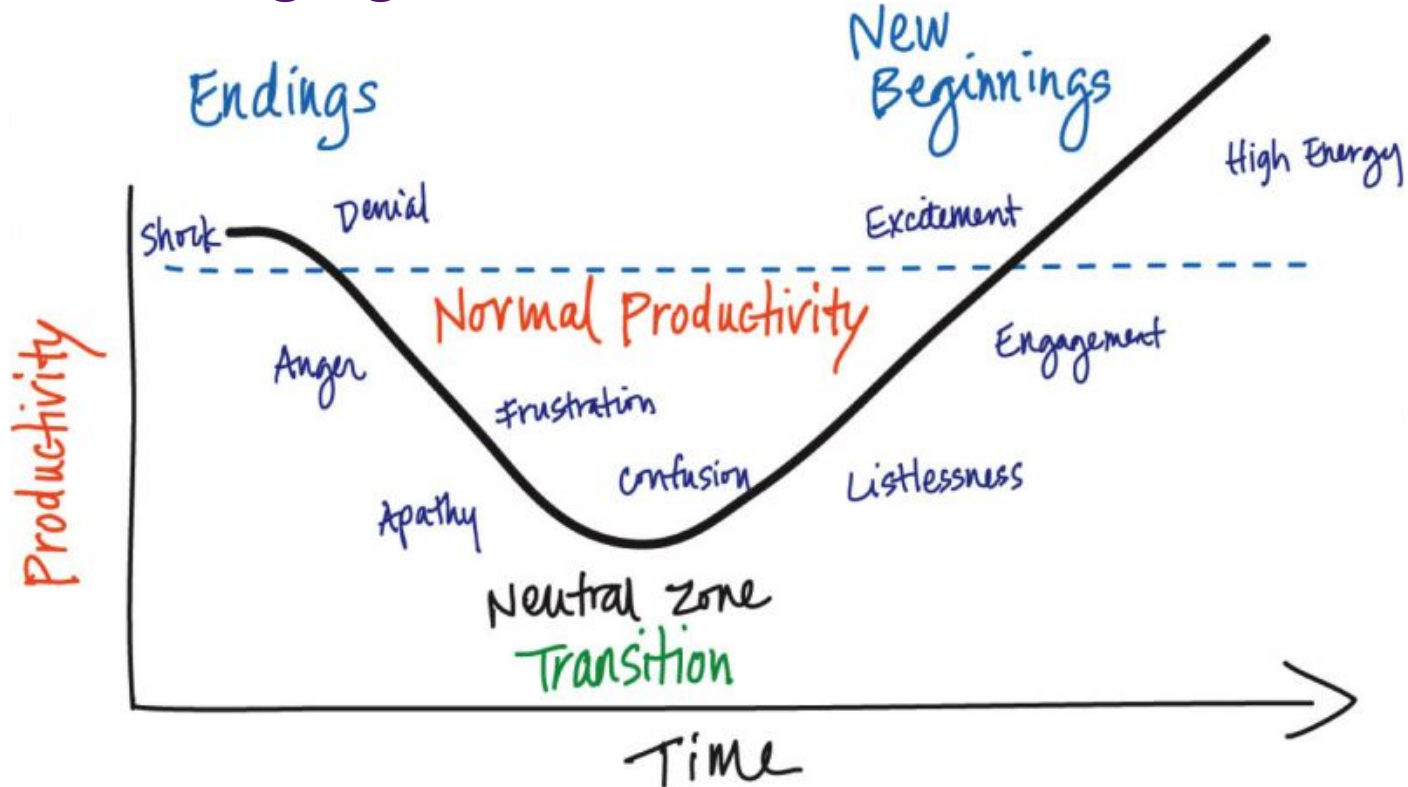 New
Beginnings
Endings
High Energy
Denial
Excitement
Shock
Normal Productivity
Engagement
Anger
Frustration
Confusion
Listlessness
Apathy
Productivity
Neutral Zone
Transition
Time